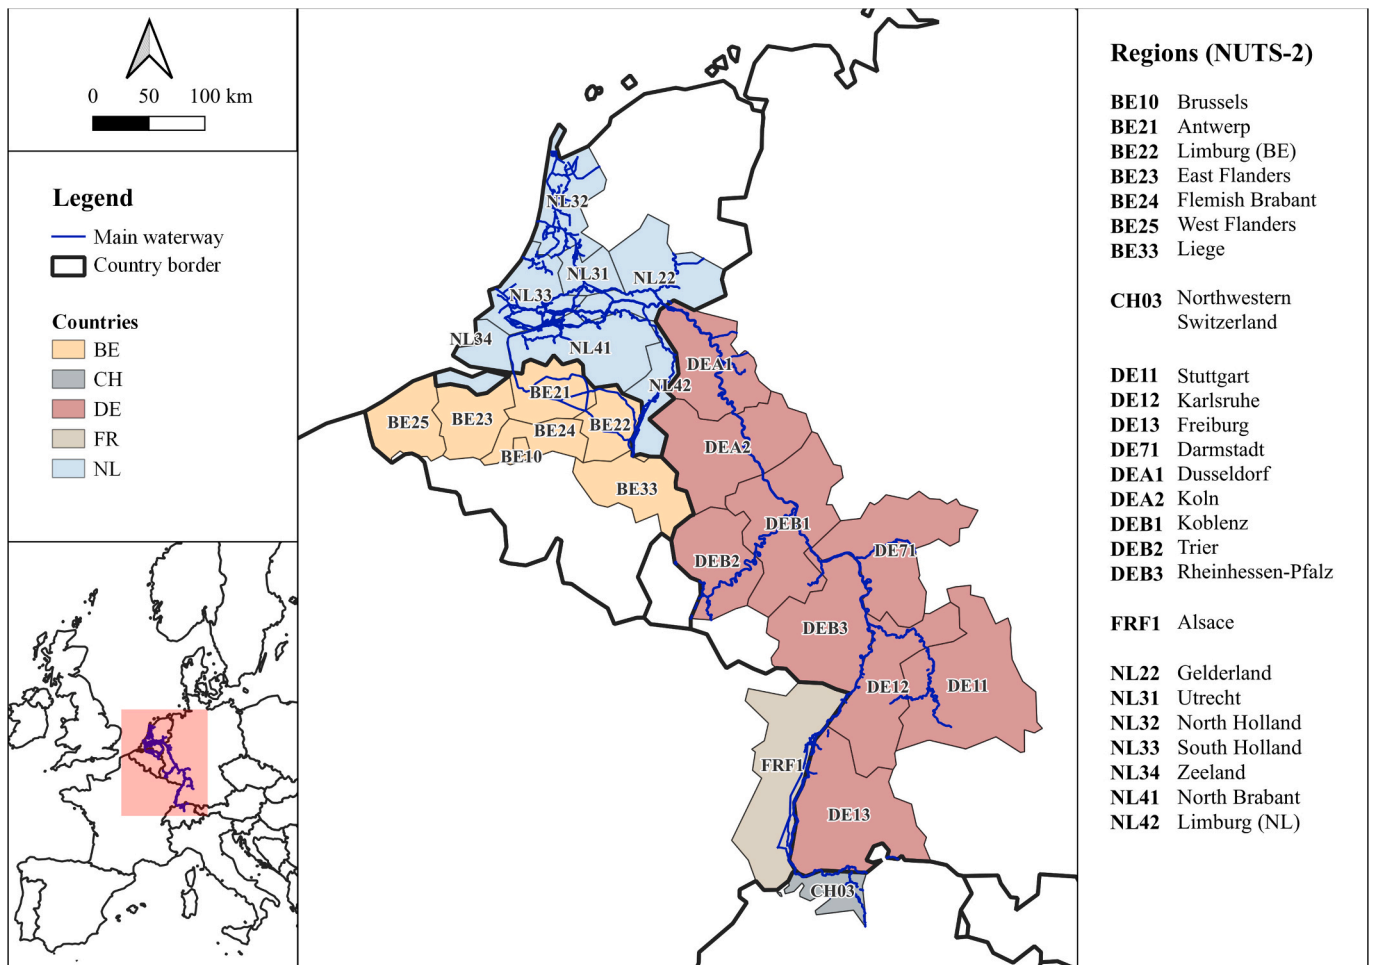 0 50 100 km
Legend
Main waterway
Country border
Countries
BE
CH
DE
FR
NL
NL32
NL31
NL22
NL33
NL34
NL41
DEA1
NL42
BE21
BE25
BE23
BE22
BE24
BE10
DEA2
BE33
DEB1
DE71
DEB2
DEB3
DE12
DE11
FRF1
DE13
CH03
Regions (NUTS-2)
BE10 Brussels
BE21 Antwerp
BE22 Limburg (BE)
BE23 East Flanders
BE24 Flemish Brabant
BE25 West Flanders
BE33 Liege
CH03 Northwestern
Switzerland
DE11 Stuttgart
DE12 Karlsruhe
DE13 Freiburg
DE71 Darmstadt
DEA1 Dusseldorf
DEA2 Koln
DEB1 Koblenz
DEB2 Trier
DEB3 Rheinhessen-Pfalz
FRF1 Alsace
NL22 Gelderland
NL31 Utrecht
NL32 North Holland
NL33 South Holland
NL34 Zeeland
NL41 North Brabant
NL42 Limburg (NL)